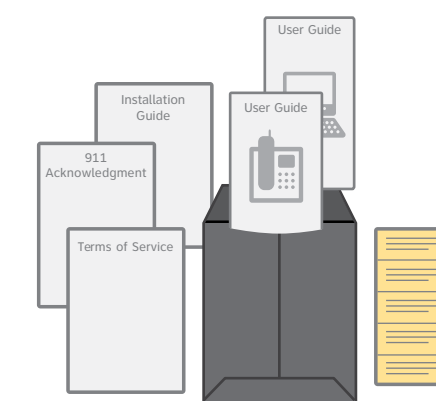 User Guide
User Guide
Installation
Guide
911
Acknowledgment
Terms of Service